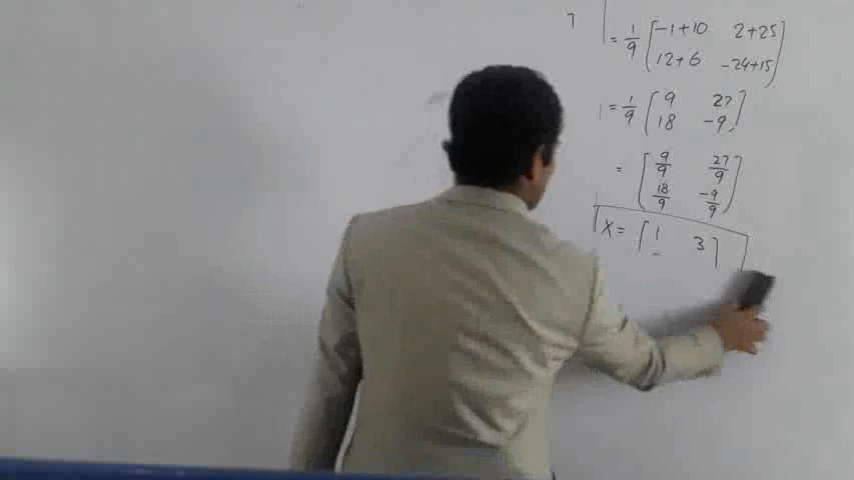 7
= 1/9 [ -1+10 2+25
12+6 -24+15 ]
= 1/9 [ 9 27
18 -9 ]
= [ 9/9 27/9
18/9 -9/9 ]
X = [ 1 3 ]